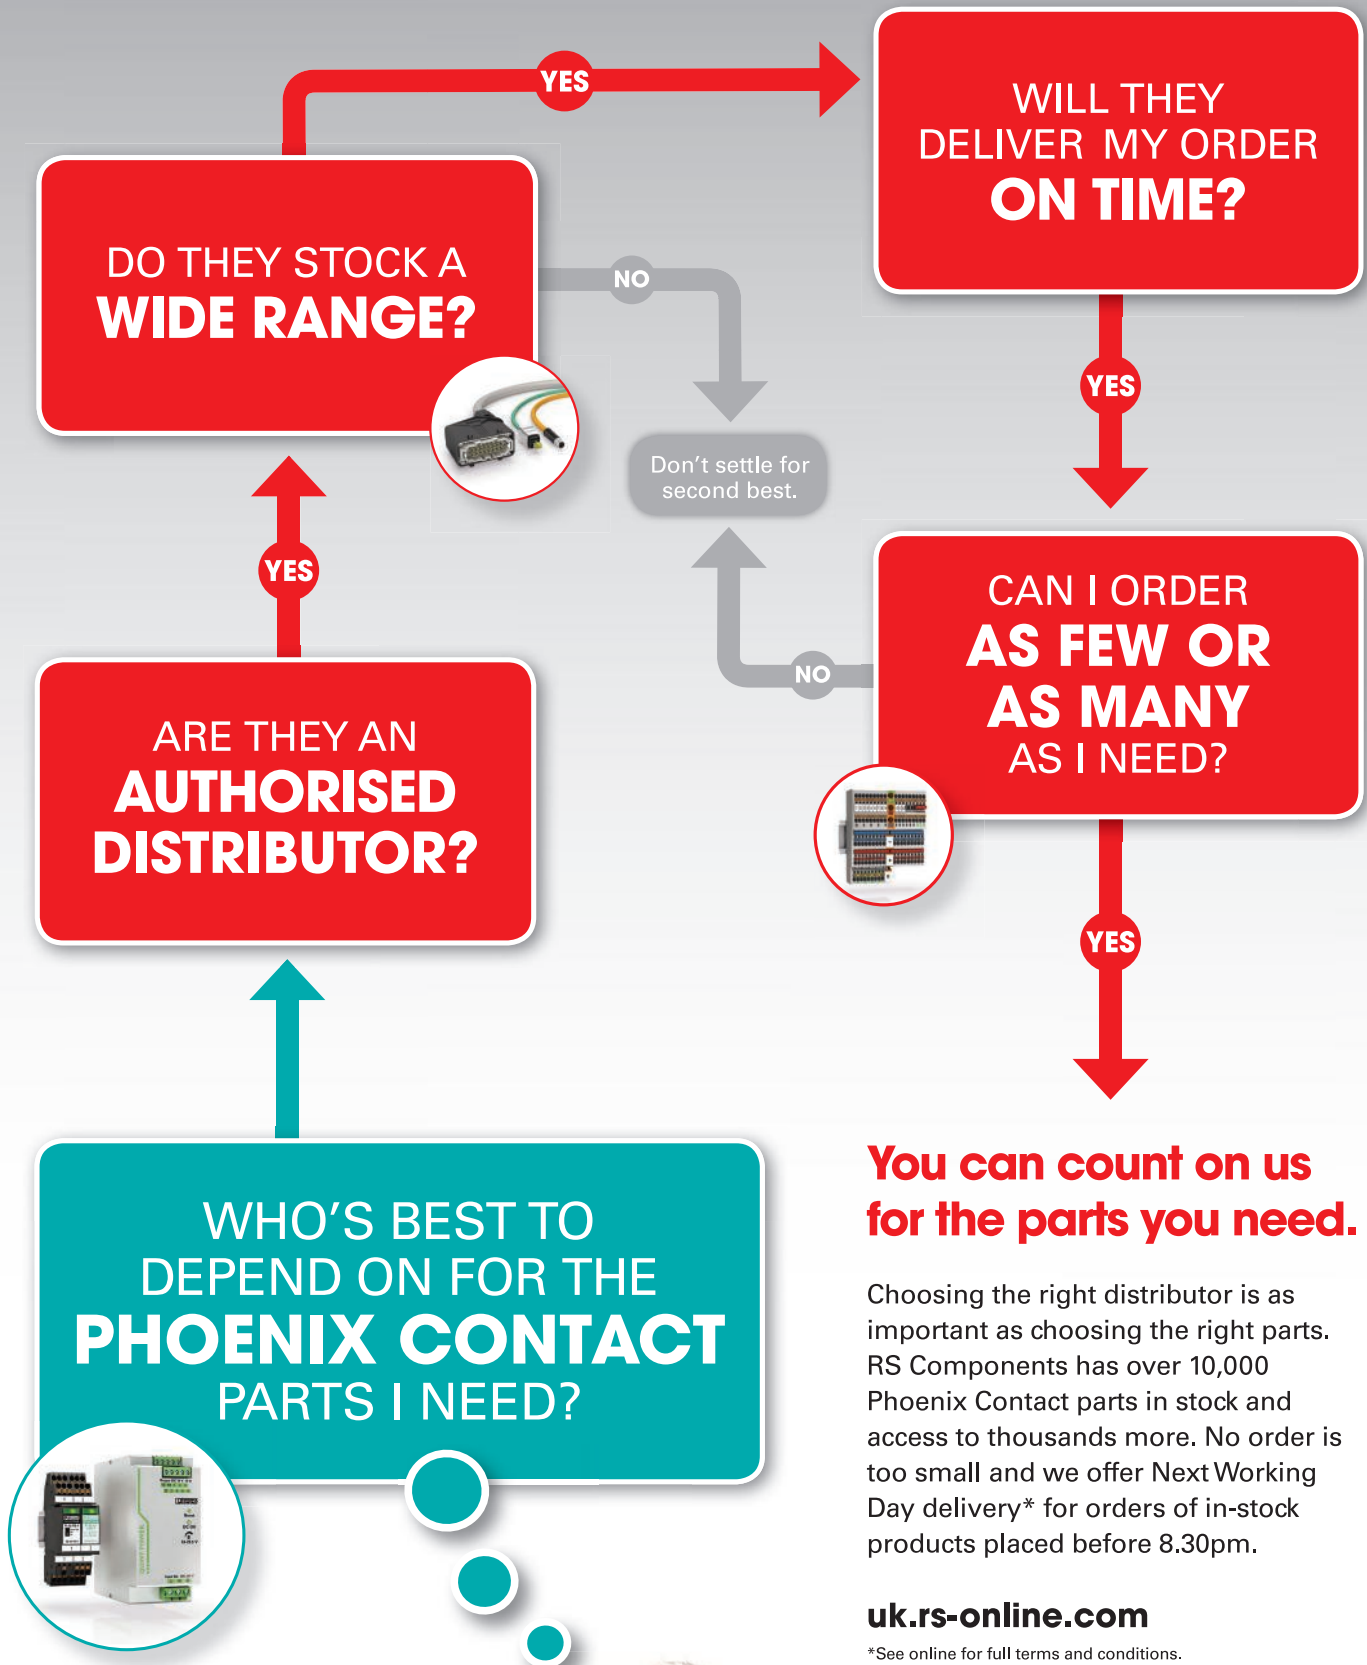 WHO'S BEST TO
DEPEND ON FOR THE
PHOENIX CONTACT
PARTS I NEED?
ARE THEY AN
AUTHORISED
DISTRIBUTOR?
YES
DO THEY STOCK A
WIDE RANGE?
NO
YES
WILL THEY
DELIVER MY ORDER
ON TIME?
YES
Don't settle for
second best.
CAN I ORDER
AS FEW OR
AS MANY
AS I NEED?
NO
YES
You can count on us
for the parts you need.
Choosing the right distributor is as
important as choosing the right parts.
RS Components has over 10,000
Phoenix Contact parts in stock and
access to thousands more. No order is
too small and we offer Next Working
Day delivery* for orders of in-stock
products placed before 8.30pm.
uk.rs-online.com
*See online for full terms and conditions.
QUINT POWER